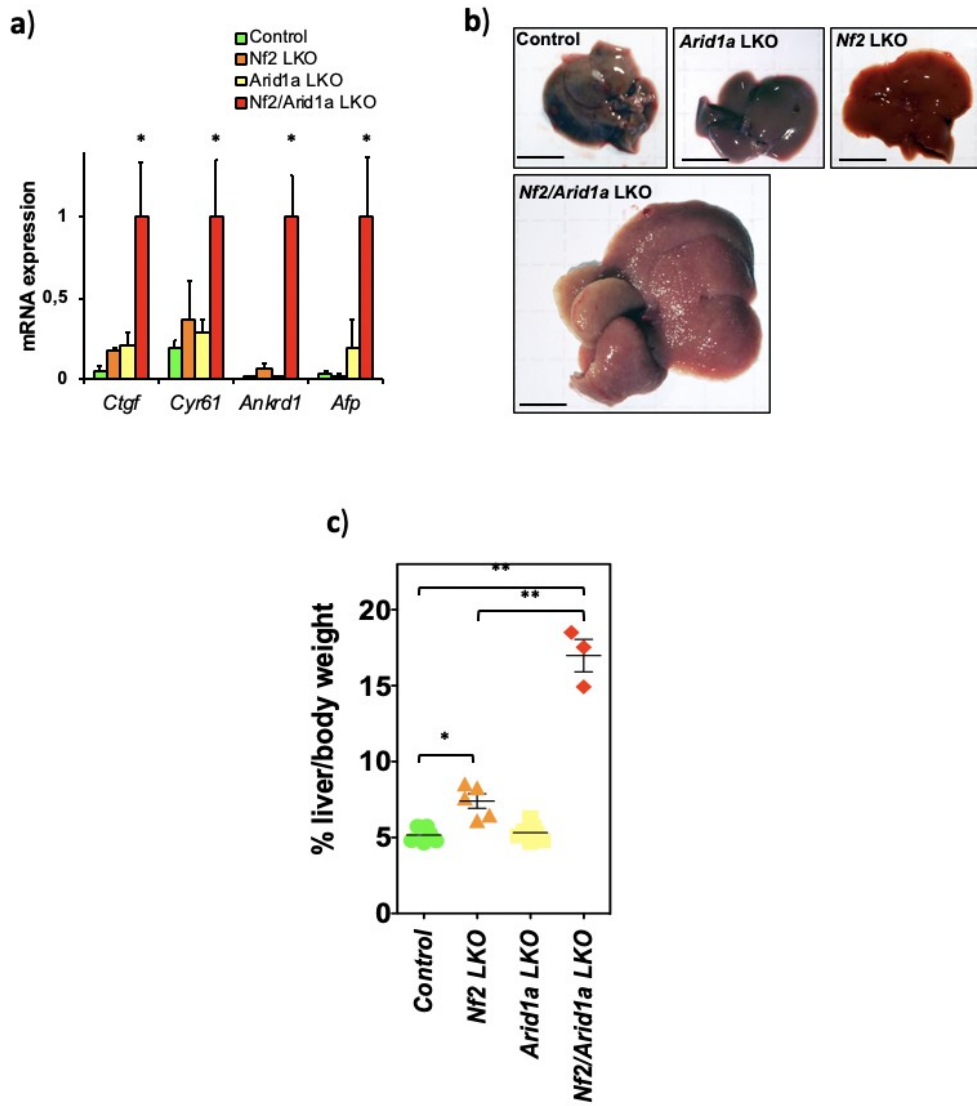 a)
Control
Nf2 LKO
Arid1a LKO
Nf2/Arid1a LKO
* * * *
mRNA expression
1
0,5
0
Ctgf Cyr61 Ankrd1 Afp
b)
Control
Arid1a LKO
Nf2 LKO
Nf2/Arid1a LKO
c)
**
**
*
% liver/body weight
20
15
10
5
0
Control
Nf2 LKO
Arid1a LKO
Nf2/Arid1a LKO